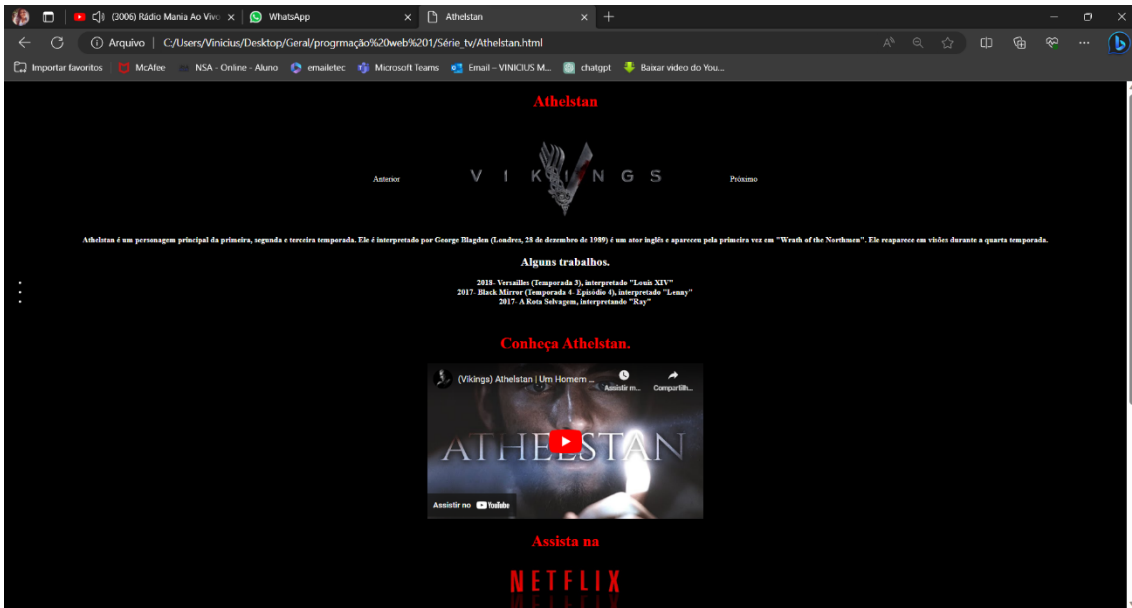 (3006) Rádio Mania Ao Vivo
WhatsApp
Athelstan
Arquivo
C:/Users/Vinicius/Desktop/Geral/progrmação%20web%201/Série_tv/Athelstan.html
Importar favoritos
McAfee
NSA - Online - Aluno
emailetec
Microsoft Teams
Email – VINICIUS M...
chatgpt
Baixar video do You...
Athelstan
Anterior
VIKINGS
Próximo
Athelstan é um personagem principal da primeira, segunda e terceira temporada. Ele é interpretado por George Blagden (Londres, 28 de dezembro de 1989) é um ator inglês e apareceu pela primeira vez em "Wrath of the Northmen". Ele reaparece em visões durante a quarta temporada.
Alguns trabalhos.
2018- Versailles (Temporada 3), interpretado "Louis XIV"
2017- Black Mirror (Temporada 4- Episódio 4), interpretado "Lenny"
2017- A Rota Selvagem, interpretando "Ray"
Conheça Athelstan.
(Vikings) Athelstan | Um Homem ...
Assistir m...
Compartilh...
ATHELSTAN
Assistir no YouTube
Assista na
NETFLIX